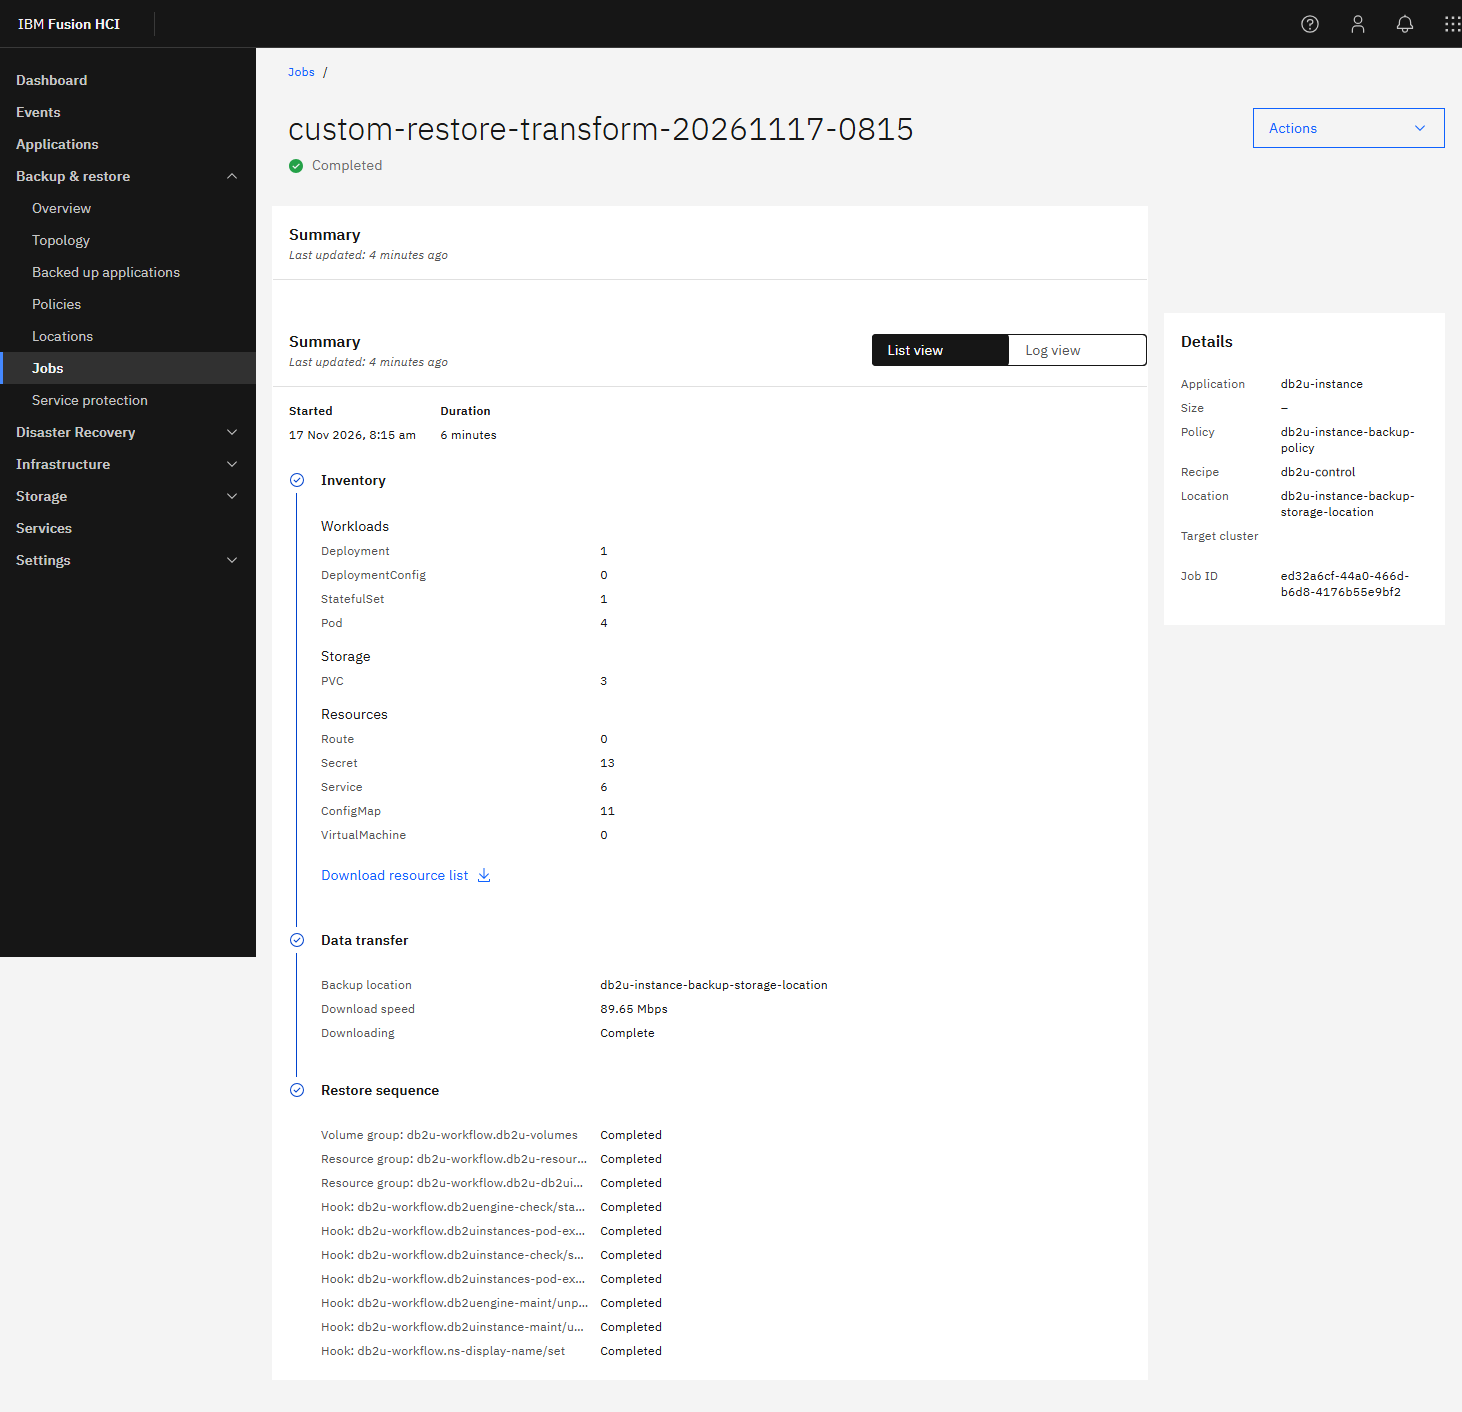 IBM Fusion HCI
Dashboard
Events
Applications
Backup & restore
Overview
Topology
Backed up applications
Policies
Locations
Jobs
Service protection
Disaster Recovery
Infrastructure
Storage
Services
Settings
Jobs /
custom-restore-transform-20261117-0815
Completed
Actions
Summary
Last updated: 4 minutes ago
Summary
Last updated: 4 minutes ago
List view
Log view
Started Duration
17 Nov 2026, 8:15 am 6 minutes
Inventory
Workloads
Deployment 1
DeploymentConfig 0
StatefulSet 1
Pod 4
Storage
PVC 3
Resources
Route 0
Secret 13
Service 6
ConfigMap 11
VirtualMachine 0
Download resource list
Data transfer
Backup location db2u-instance-backup-storage-location
Download speed 89.65 Mbps
Downloading Complete
Restore sequence
Volume group: db2u-workflow.db2u-volumes Completed
Resource group: db2u-workflow.db2u-resour... Completed
Resource group: db2u-workflow.db2u-db2ui... Completed
Hook: db2u-workflow.db2uengine-check/sta... Completed
Hook: db2u-workflow.db2uinstances-pod-ex... Completed
Hook: db2u-workflow.db2uinstance-check/s... Completed
Hook: db2u-workflow.db2uinstances-pod-ex... Completed
Hook: db2u-workflow.db2uengine-maint/unp... Completed
Hook: db2u-workflow.db2uinstance-maint/u... Completed
Hook: db2u-workflow.ns-display-name/set Completed
Details
Application db2u-instance
Size –
Policy db2u-instance-backup-
policy
Recipe db2u-control
Location db2u-instance-backup-
storage-location
Target cluster
Job ID ed32a6cf-44a0-466d-
b6d8-4176b55e9bf2